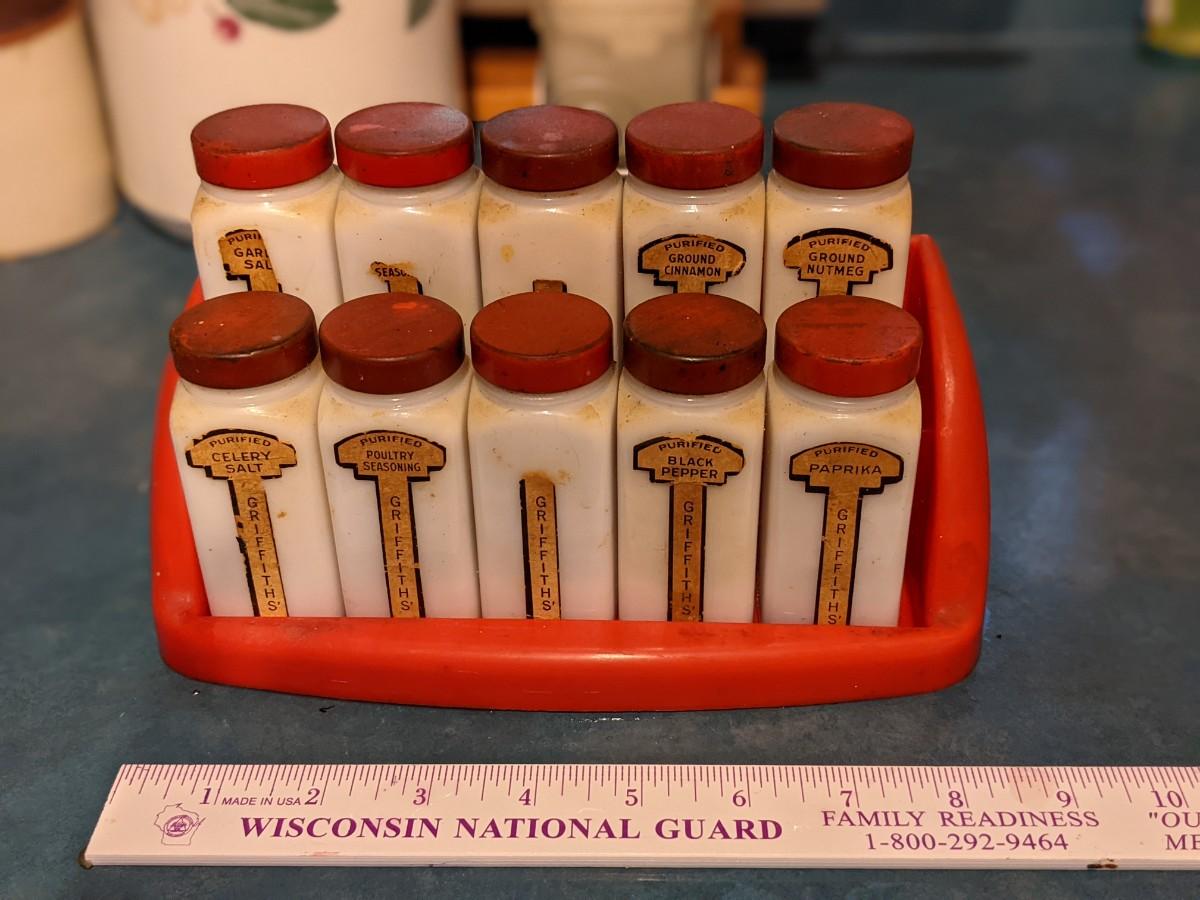 PURIFIED
GROUND
CINNAMON
PURIFIED
GROUND
NUTMEG
PURIFIED
CELERY
SALT
GRIFFITHS'
PURIFIED
POULTRY
SEASONING
GRIFFITHS'
GRIFFITHS'
PURIFIED
BLACK
PEPPER
GRIFFITHS'
PURIFIED
PAPRIKA
GRIFFITHS'
1 MADE IN USA 2 3 4 5 6 7 8 9 10
WISCONSIN NATIONAL GUARD
FAMILY READINESS
1-800-292-9464